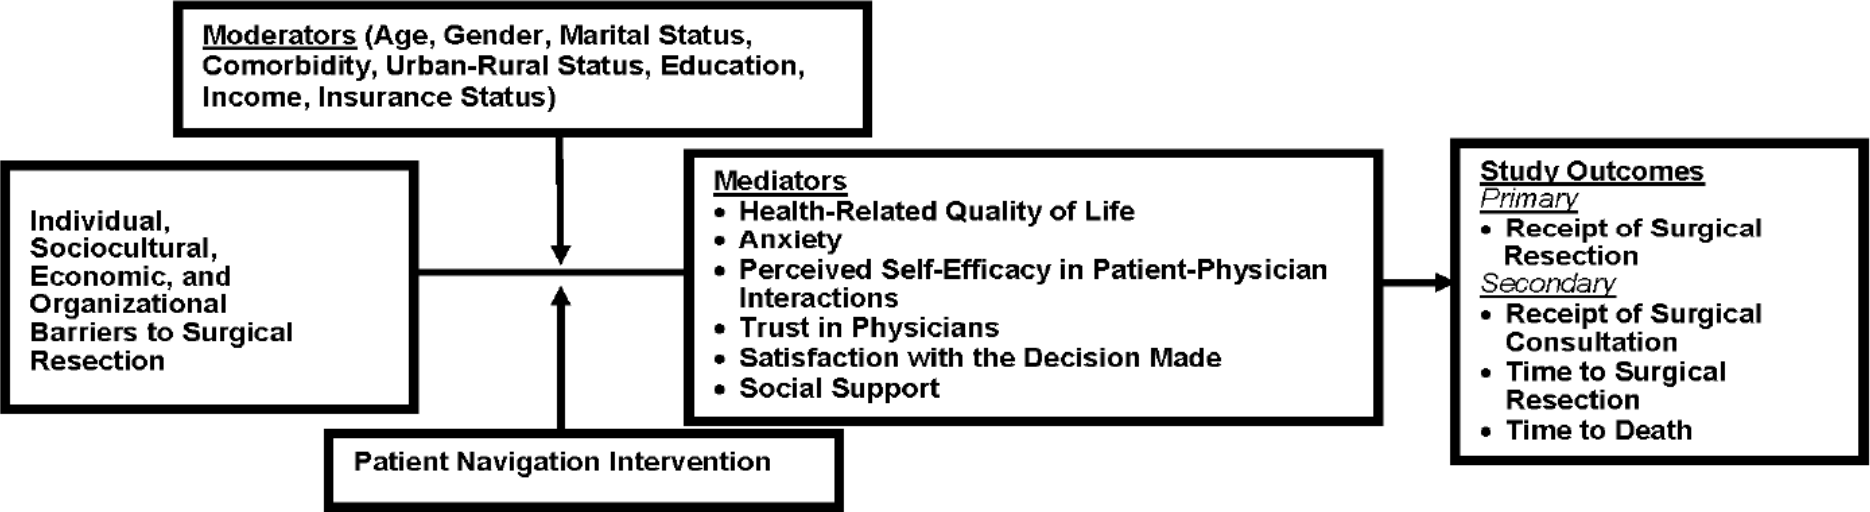 Moderators (Age, Gender, Marital Status,
Comorbidity, Urban-Rural Status, Education,
Income, Insurance Status)
Individual,
Sociocultural,
Economic, and
Organizational
Barriers to Surgical
Resection
Mediators
• Health-Related Quality of Life
• Anxiety
• Perceived Self-Efficacy in Patient-Physician
Interactions
• Trust in Physicians
• Satisfaction with the Decision Made
• Social Support
Study Outcomes
Primary
• Receipt of Surgical
Resection
Secondary
• Receipt of Surgical
Consultation
• Time to Surgical
Resection
• Time to Death
Patient Navigation Intervention